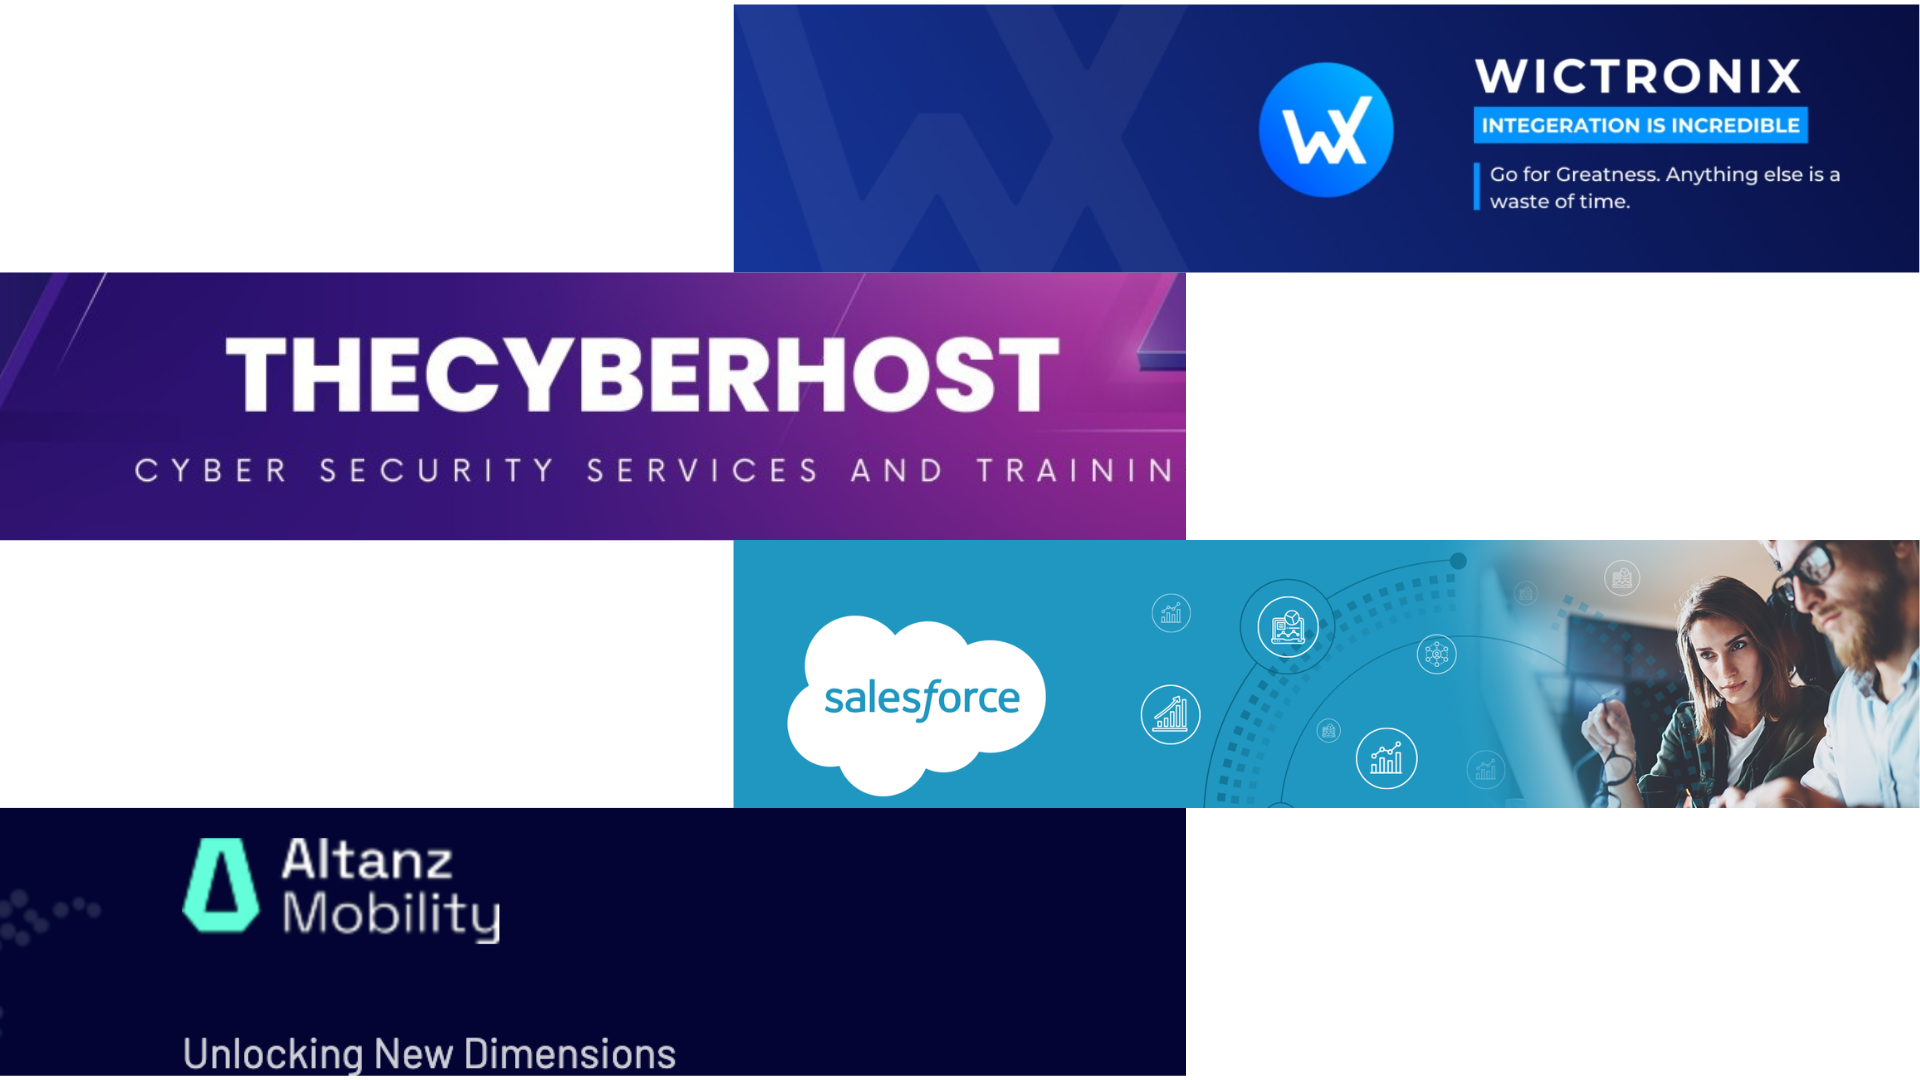 WX
WICTRONIX
INTEGERATION IS INCREDIBLE
Go for Greatness. Anything else is a
waste of time.
THECYBERHOST
CYBER SECURITY SERVICES AND TRAININ
salesforce
Altanz
Mobility
Unlocking New Dimensions